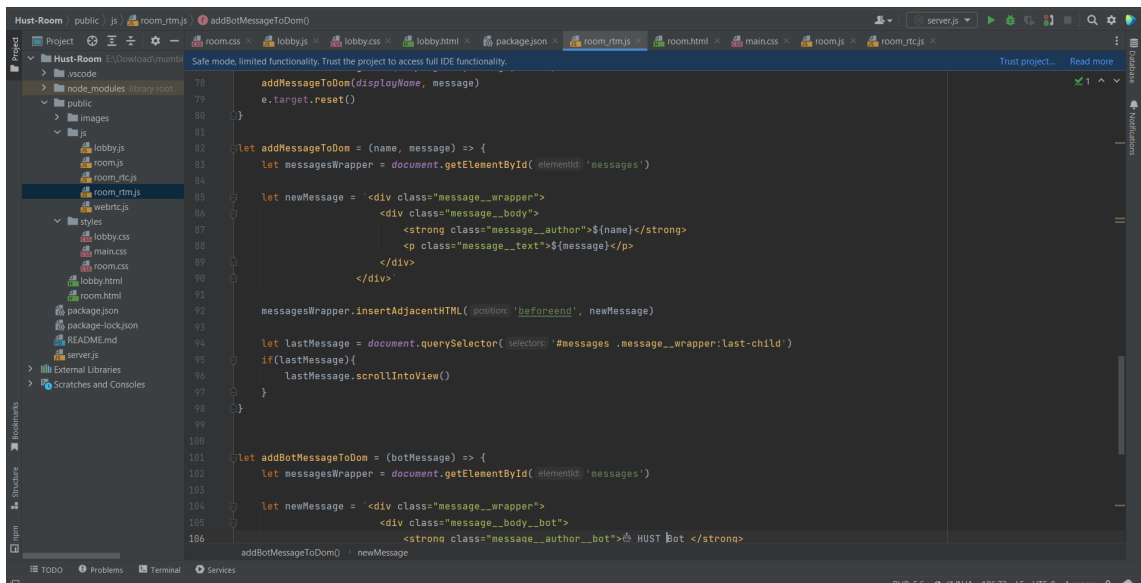 Hust-Room public js room_rtm.js addBotMessageToDom() server.js
Project room.css lobby.js lobby.css lobby.html package.json room_rtm.js room.html main.css room.js room_rtc.js
Safe mode, limited functionality. Trust the project to access full IDE functionality. Trust project... Read more
Project
Hust-Room E:\Dowload\mumbl
.vscode
node_modules library root
public
images
js
lobby.js
room.js
room_rtc.js
room_rtm.js
webrtc.js
styles
lobby.css
main.css
room.css
lobby.html
room.html
package.json
package-lock.json
README.md
server.js
External Libraries
Scratches and Consoles
78 addMessageToDom(displayName, message)
79 e.target.reset()
80 }
81
82 let addMessageToDom = (name, message) => {
83 let messagesWrapper = document.getElementById( elementId: 'messages')
84
85 let newMessage = `<div class="message__wrapper">
86 <div class="message__body">
87 <strong class="message__author">${name}</strong>
88 <p class="message__text">${message}</p>
89 </div>
90 </div>`
91
92 messagesWrapper.insertAdjacentHTML( position: 'beforeend', newMessage)
93
94 let lastMessage = document.querySelector( selectors: '#messages .message__wrapper:last-child')
95 if(lastMessage){
96 lastMessage.scrollIntoView()
97 }
98 }
99
100
101 let addBotMessageToDom = (botMessage) => {
102 let messagesWrapper = document.getElementById( elementId: 'messages')
103
104 let newMessage = `<div class="message__wrapper">
105 <div class="message__body__bot">
106 <strong class="message__author__bot">🤖 HUST Bot </strong>
addBotMessageToDom() newMessage
1
Database
Notifications
Bookmarks
Structure
npm
TODO Problems Terminal Services